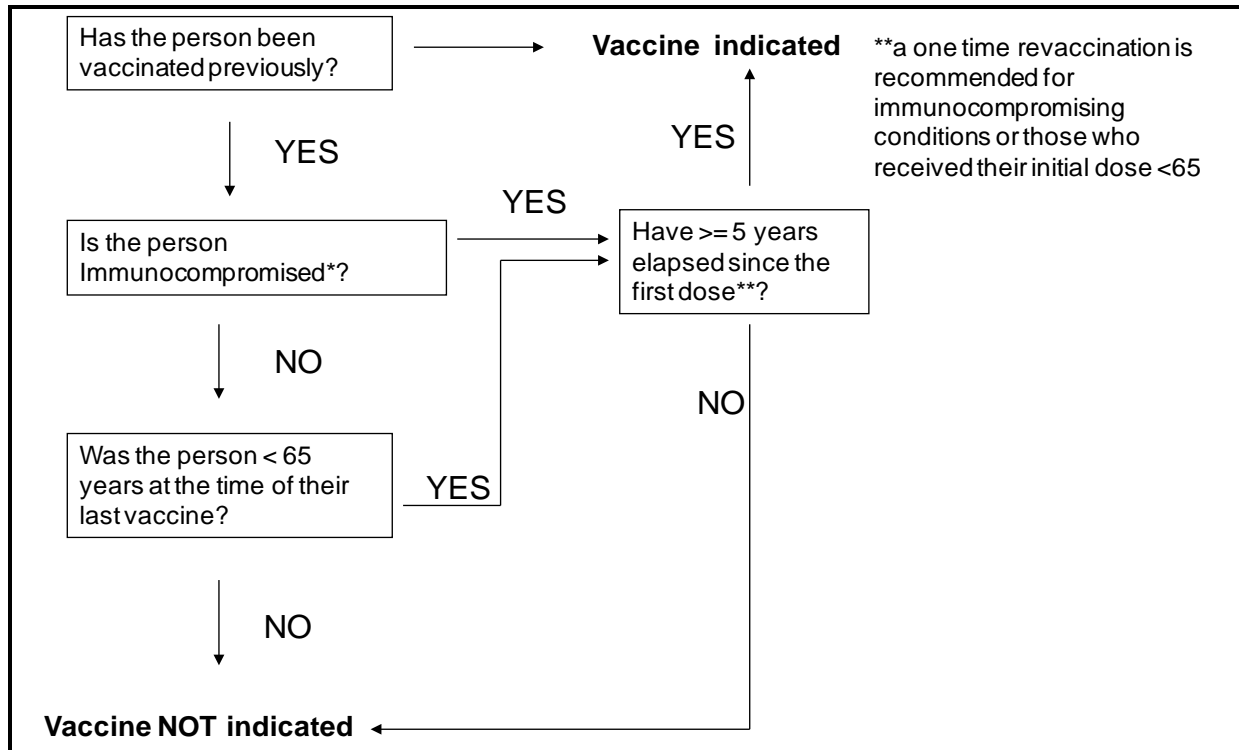 Has the person been
vaccinated previously?
Vaccine indicated
**a one time revaccination is
recommended for
immunocompromising
conditions or those who
received their initial dose <65
YES
YES
Is the person
Immunocompromised*?
YES
Have >= 5 years
elapsed since the
first dose**?
NO
NO
Was the person < 65
years at the time of their
last vaccine?
YES
NO
Vaccine NOT indicated